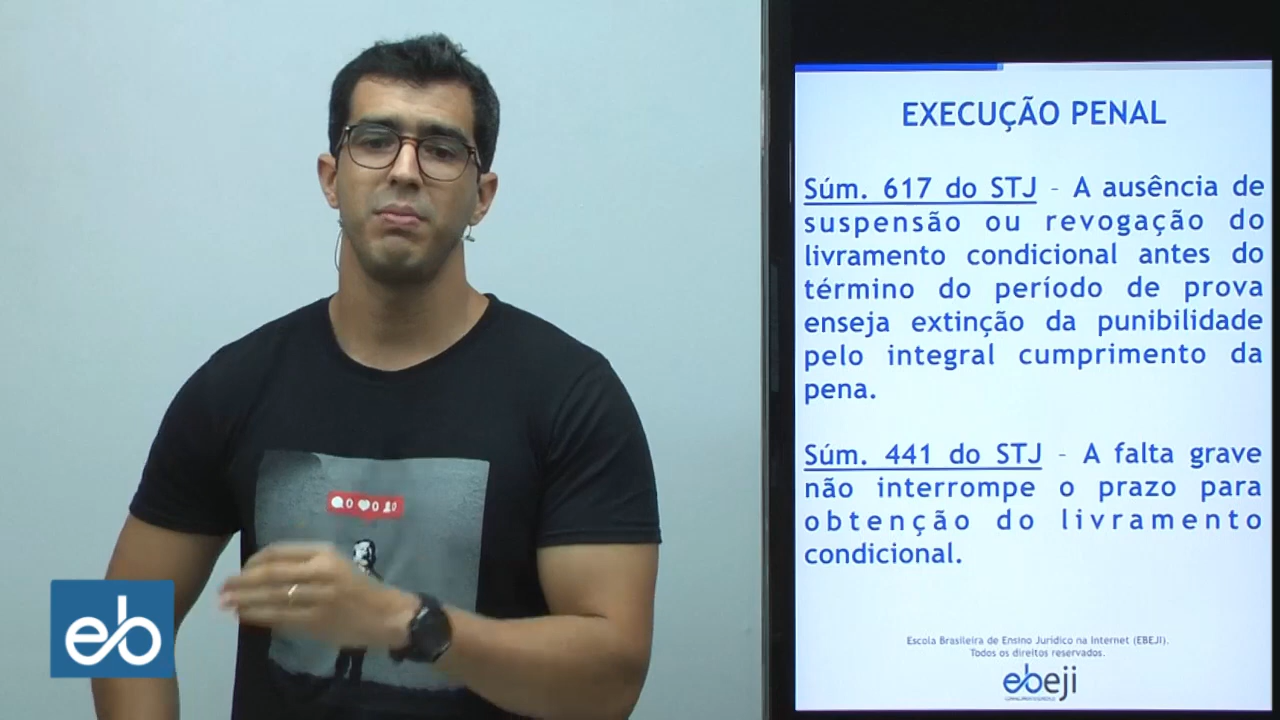 EXECUÇÃO PENAL
Súm. 617 do STJ – A ausência de
suspensão ou revogação do
livramento condicional antes do
término do período de prova
enseja extinção da punibilidade
pelo integral cumprimento da
pena.
Súm. 441 do STJ – A falta grave
não interrompe o prazo para
obtenção do livramento
condicional.
Escola Brasileira de Ensino Jurídico na Internet (EBEJI).
Todos os direitos reservados.
ebeji
0 0 0
eb